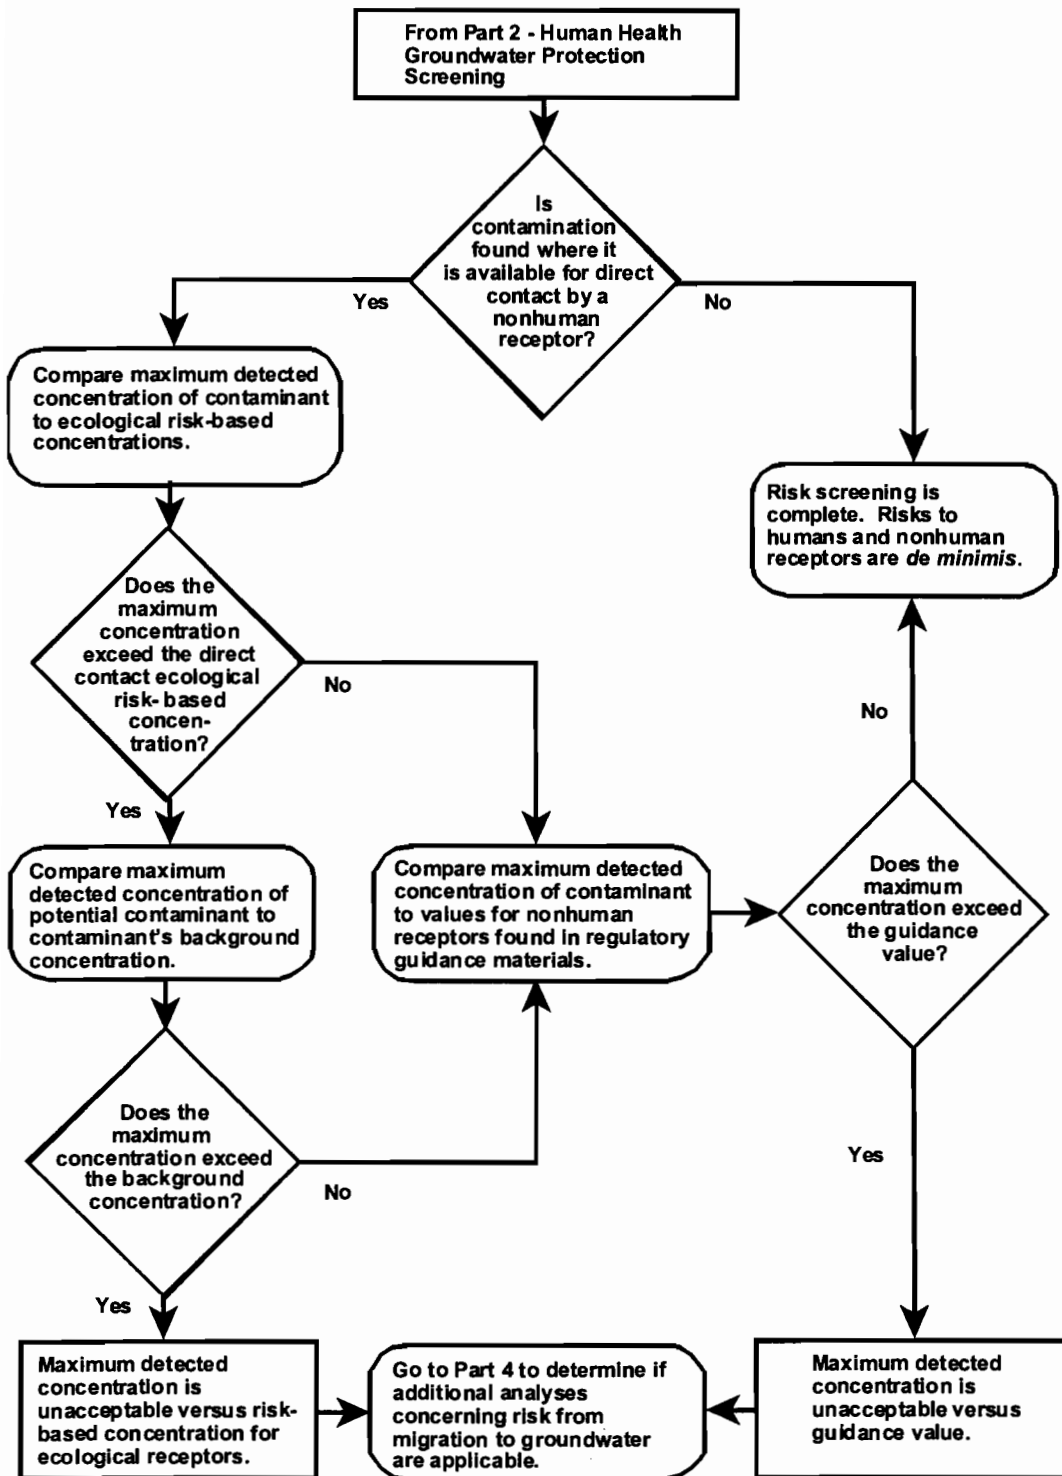 From Part 2 - Human Health
Groundwater Protection
Screening
Is
contamination
found where it
is available for direct
contact by a
nonhuman
receptor?
Yes
No
Compare maximum detected
concentration of contaminant
to ecological risk-based
concentrations.
Risk screening is
complete. Risks to
humans and nonhuman
receptors are de minimis.
Does the
maximum
concentration
exceed the direct
contact ecological
risk- based
concen-
tration?
No
Yes
No
Compare maximum
detected concentration of
potential contaminant to
contaminant's background
concentration.
Compare maximum detected
concentration of contaminant
to values for nonhuman
receptors found in regulatory
guidance materials.
Does the
maximum
concentration exceed
the guidance
value?
Does the
maximum
concentration exceed
the background
concentration?
No
Yes
Yes
Maximum detected
concentration is
unacceptable versus risk-
based concentration for
ecological receptors.
Go to Part 4 to determine if
additional analyses
concerning risk from
migration to groundwater
are applicable.
Maximum detected
concentration is
unacceptable versus
guidance value.